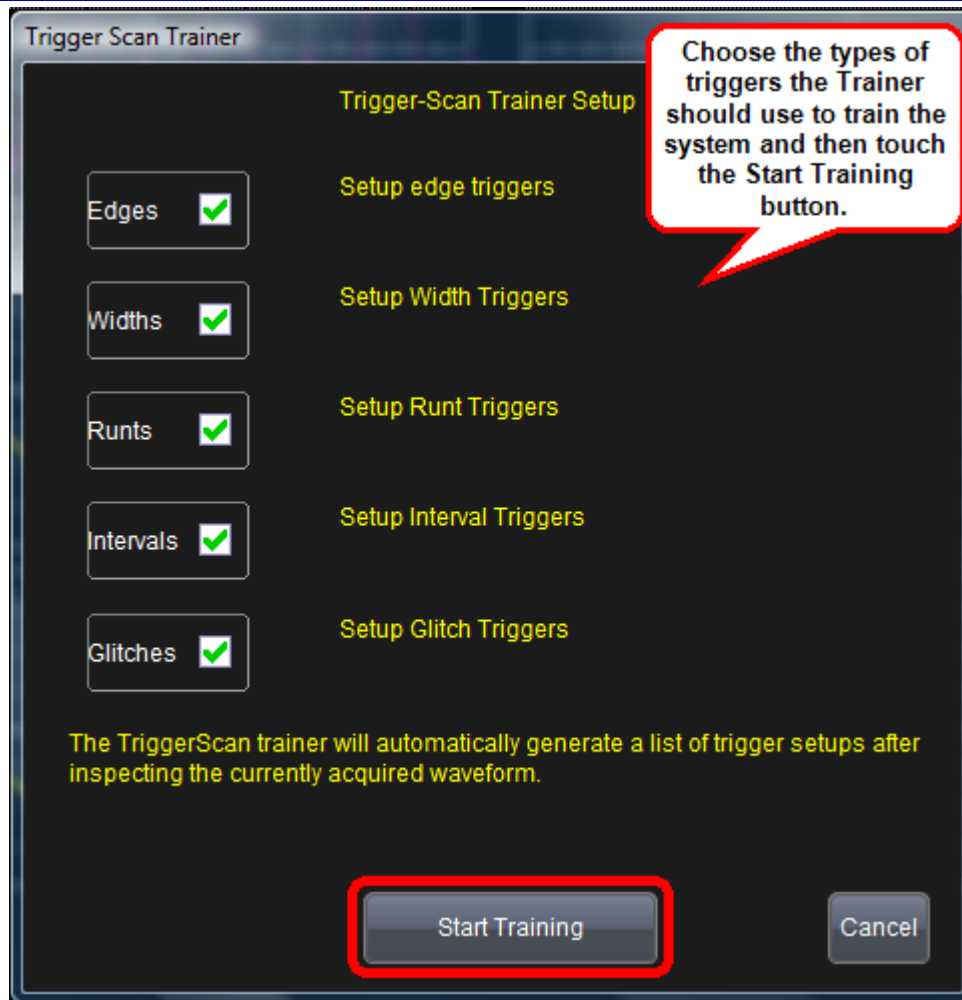 Trigger Scan Trainer
Choose the types of
triggers the Trainer
should use to train the
system and then touch
the Start Training
button.
Trigger-Scan Trainer Setup
Edges
Setup edge triggers
Widths
Setup Width Triggers
Runts
Setup Runt Triggers
Intervals
Setup Interval Triggers
Glitches
Setup Glitch Triggers
The TriggerScan trainer will automatically generate a list of trigger setups after
inspecting the currently acquired waveform.
Start Training
Cancel